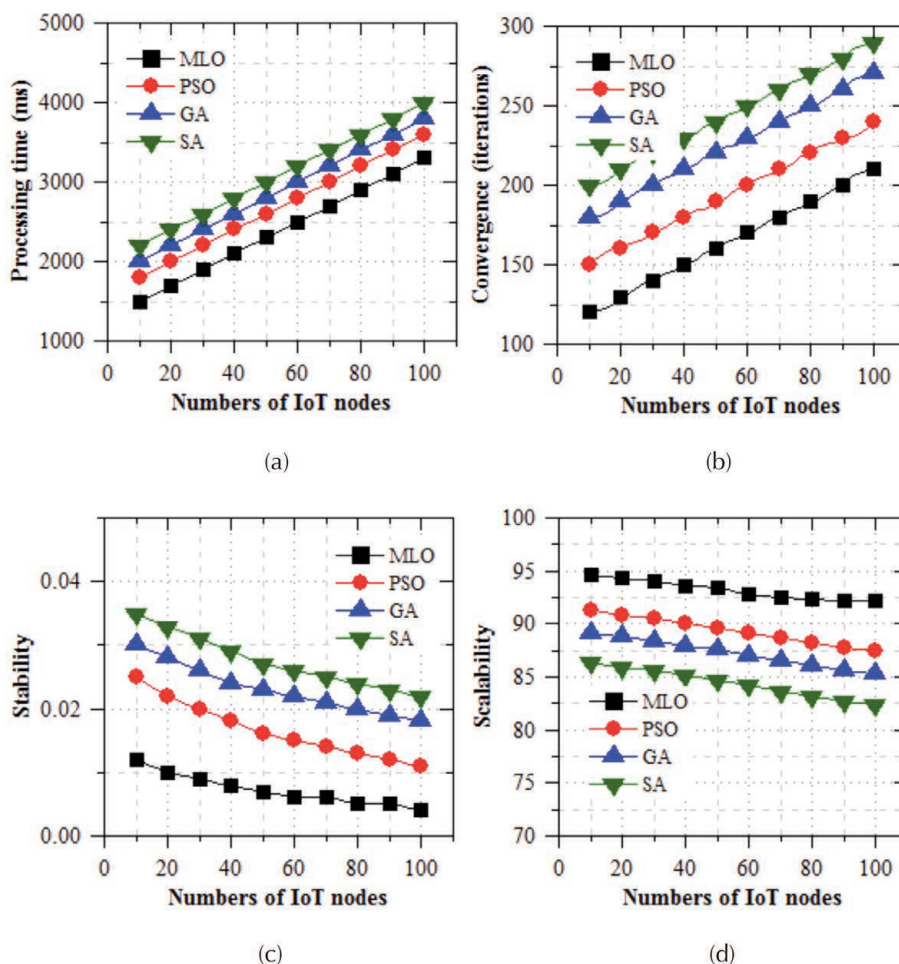 5000
4000
3000
2000
1000
Processing time (ms)
MLO
PSO
GA
SA
0 20 40 60 80 100
Numbers of IoT nodes
(a)
300
250
200
150
100
Convergence (iterations)
MLO
PSO
GA
SA
0 20 40 60 80 100
Numbers of IoT nodes
(b)
0.04
0.02
0.00
Stability
MLO
PSO
GA
SA
0 20 40 60 80 100
Numbers of IoT nodes
(c)
100
95
90
85
80
75
70
Scalability
MLO
PSO
GA
SA
0 20 40 60 80 100
Numbers of IoT nodes
(d)